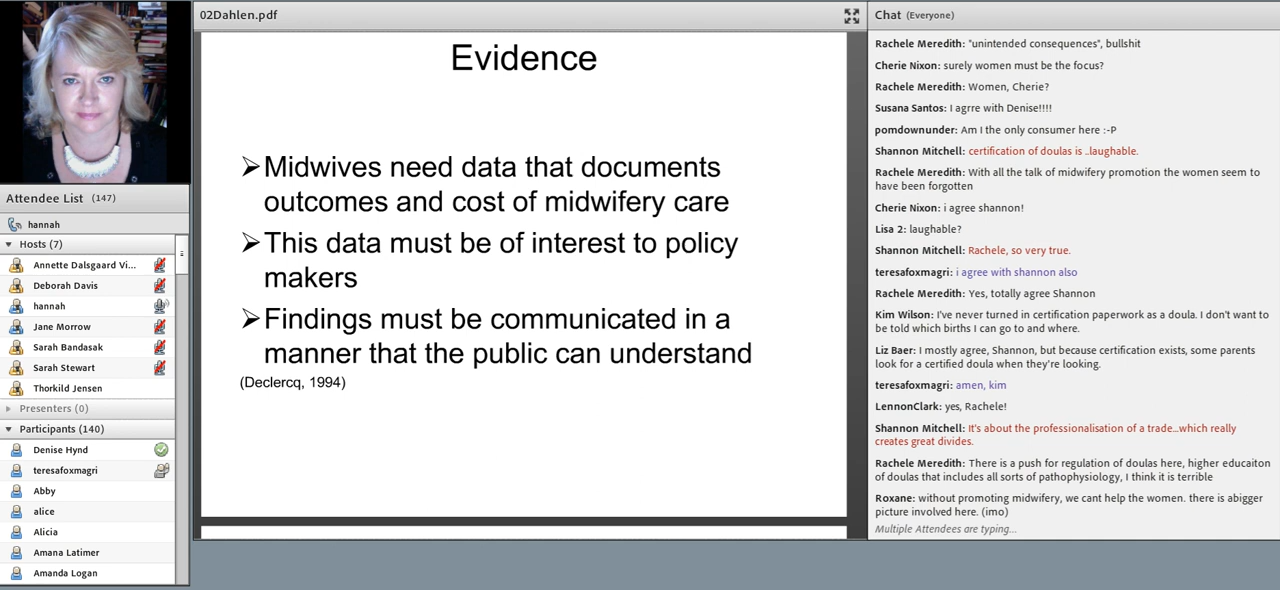 02Dahlen.pdf
Evidence
➢Midwives need data that documents
outcomes and cost of midwifery care
➢This data must be of interest to policy
makers
➢Findings must be communicated in a
manner that the public can understand
(Declercq, 1994)
Attendee List (147)
hannah
Hosts (7)
Annette Dalsgaard Vi...
Deborah Davis
hannah
Jane Morrow
Sarah Bandasak
Sarah Stewart
Thorkild Jensen
Presenters (0)
Participants (140)
Denise Hynd
teresafoxmagri
Abby
alice
Alicia
Amana Latimer
Amanda Logan
Chat (Everyone)
Rachele Meredith: "unintended consequences", bullshit
Cherie Nixon: surely women must be the focus?
Rachele Meredith: Women, Cherie?
Susana Santos: I agrre with Denise!!!!
pomdownunder: Am I the only consumer here :-P
Shannon Mitchell: certification of doulas is ..laughable.
Rachele Meredith: With all the talk of midwifery promotion the women seem to
have been forgotten
Cherie Nixon: i agree shannon!
Lisa 2: laughable?
Shannon Mitchell: Rachele, so very true.
teresafoxmagri: i agree with shannon also
Rachele Meredith: Yes, totally agree Shannon
Kim Wilson: I've never turned in certification paperwork as a doula. I don't want to
be told which births I can go to and where.
Liz Baer: I mostly agree, Shannon, but because certification exists, some parents
look for a certified doula when they're looking.
teresafoxmagri: amen, kim
LennonClark: yes, Rachele!
Shannon Mitchell: It's about the professionalisation of a trade...which really
creates great divides.
Rachele Meredith: There is a push for regulation of doulas here, higher educaiton
of doulas that includes all sorts of pathophysiology, I think it is terrible
Roxane: without promoting midwifery, we cant help the women. there is abigger
picture involved here. (imo)
Multiple Attendees are typing...